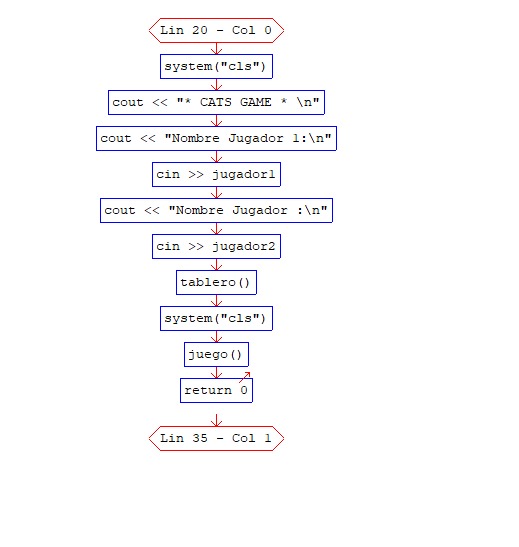 Lin 20 - Col 0
system("cls")
cout << "* CATS GAME * \n"
cout << "Nombre Jugador 1:\n"
cin >> jugador1
cout << "Nombre Jugador :\n"
cin >> jugador2
tablero()
system("cls")
juego()
return 0
Lin 35 - Col 1